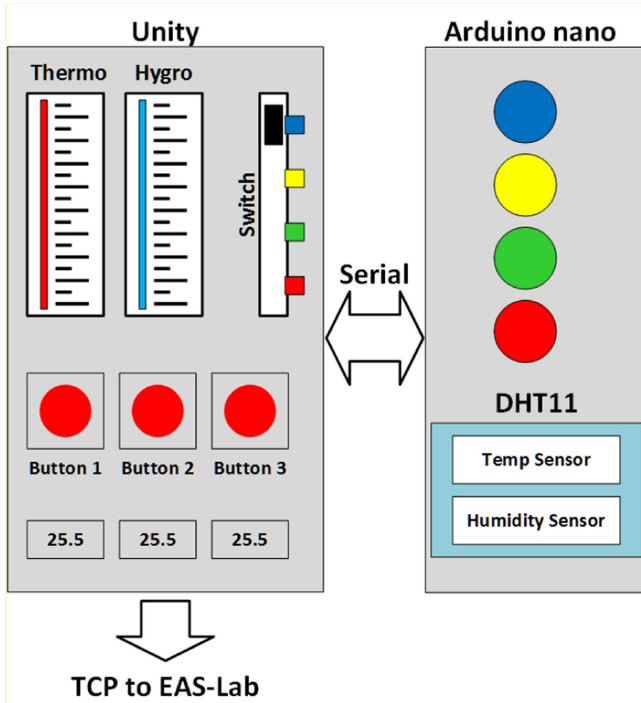 Unity
Thermo
Hygro
Switch
Button 1
Button 2
Button 3
25.5
25.5
25.5
TCP to EAS-Lab
Serial
Arduino nano
DHT11
Temp Sensor
Humidity Sensor